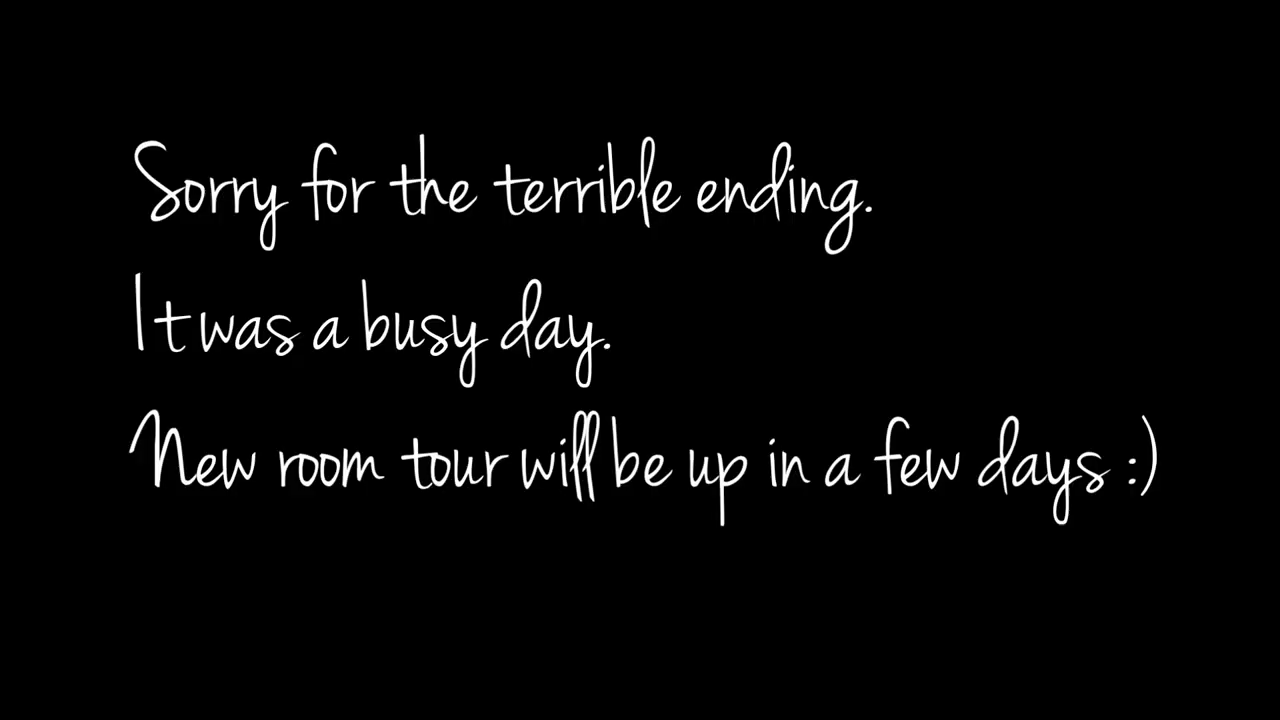 Sorry for the terrible ending.
It was a busy day.
New room tour will be up in a few days :)